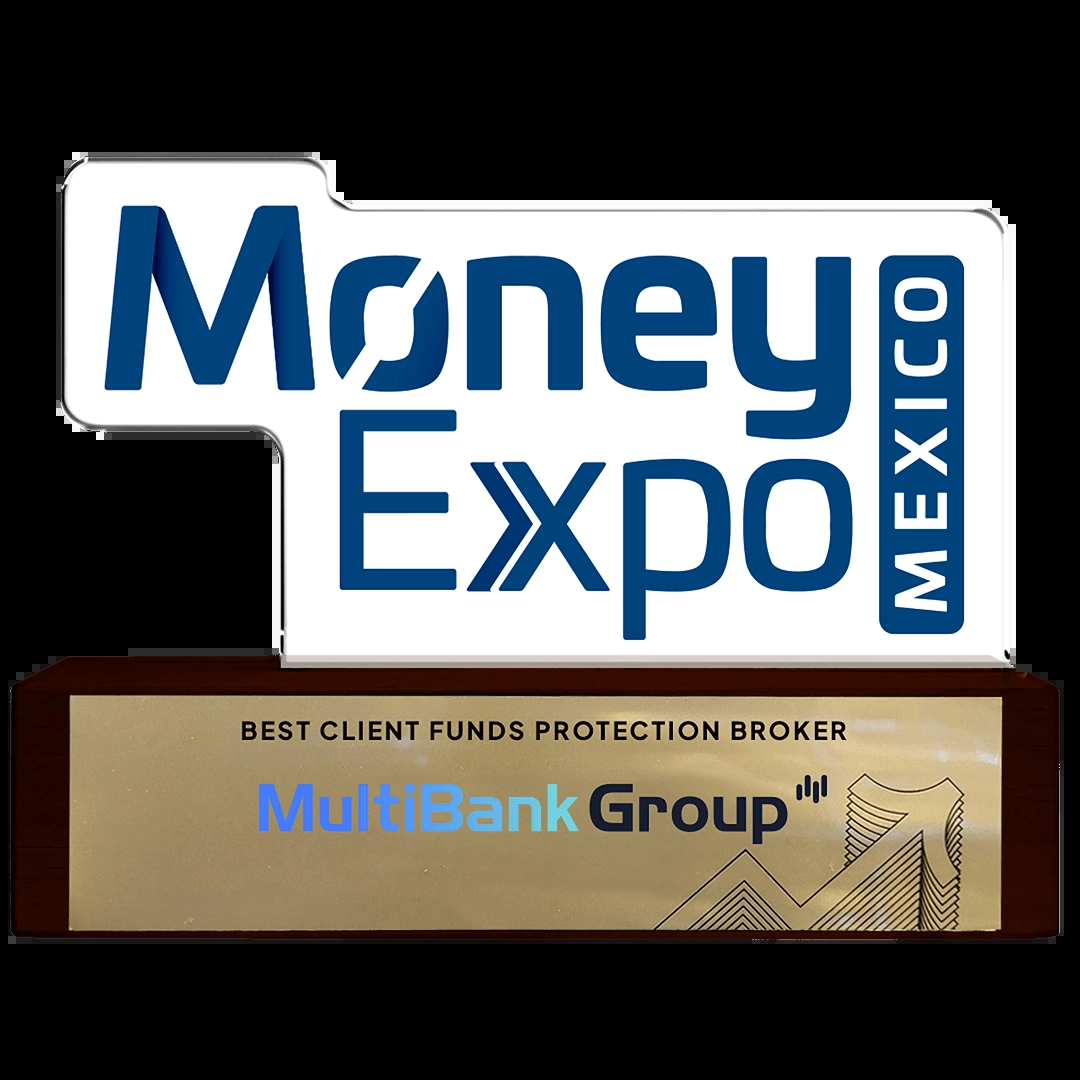 Money
Expo
MEXICO
BEST CLIENT FUNDS PROTECTION BROKER
MultiBank Group